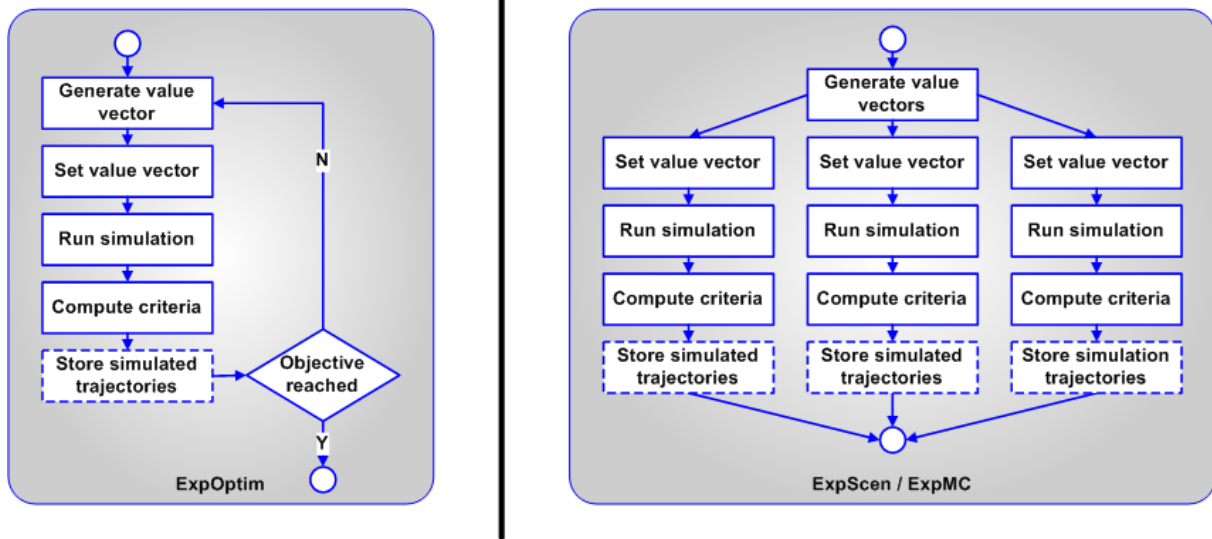 Generate value
vector
Set value vector
Run simulation
Compute criteria
Store simulated
trajectories
Objective
reached
N
Y
ExpOptim
Generate value
vectors
Set value vector
Run simulation
Compute criteria
Store simulated
trajectories
Set value vector
Run simulation
Compute criteria
Store simulated
trajectories
Set value vector
Run simulation
Compute criteria
Store simulation
trajectories
ExpScen / ExpMC